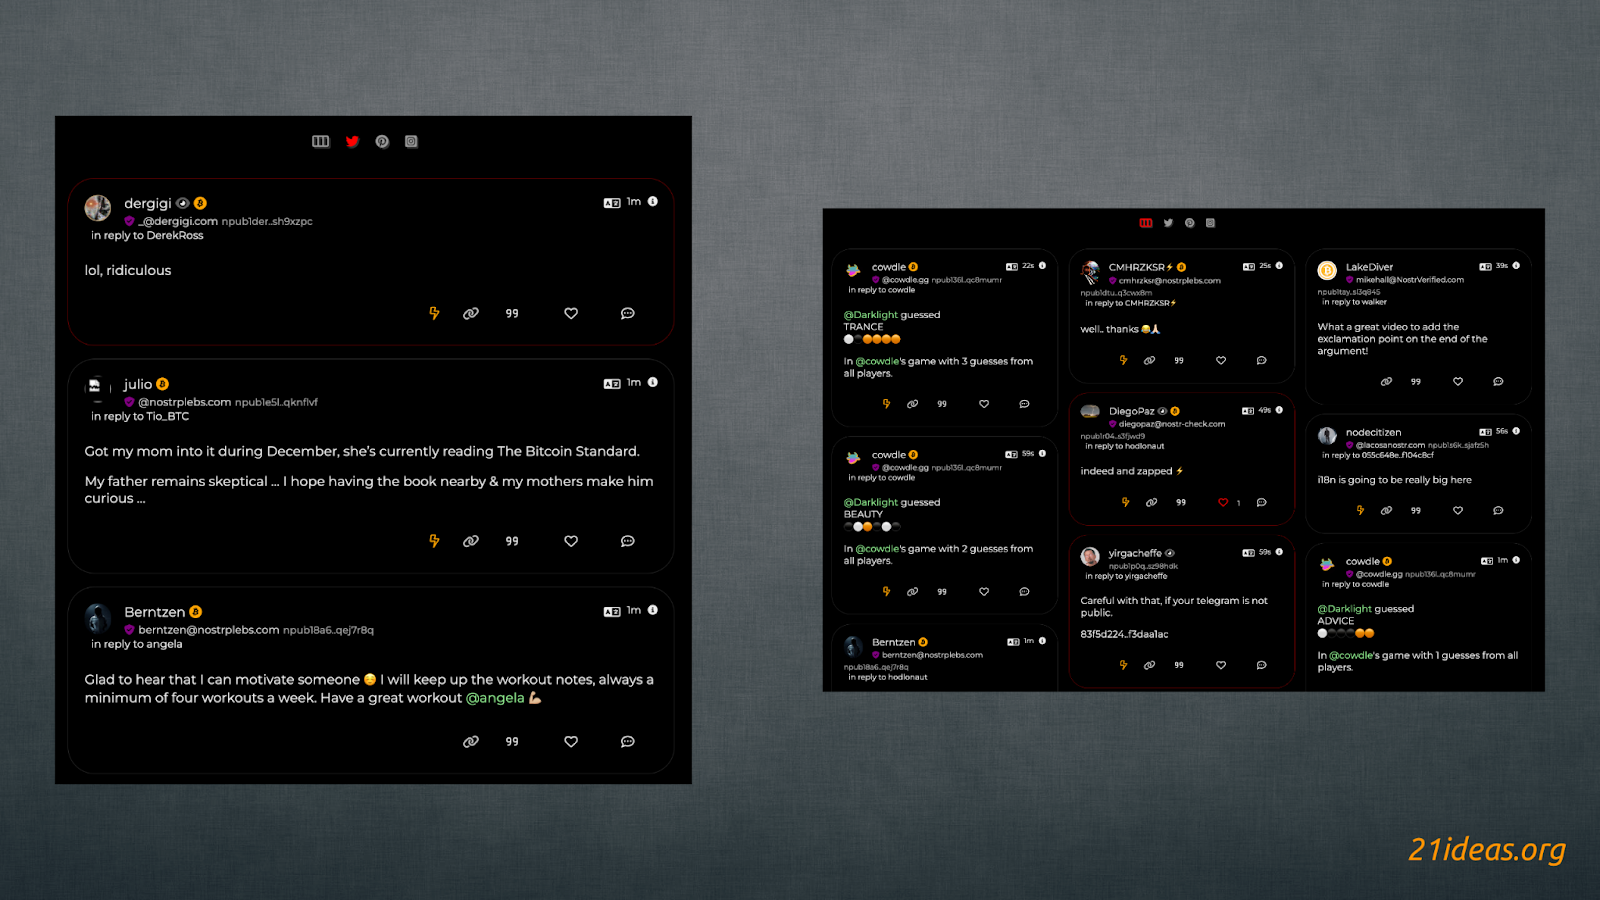 dergigi
1m
_@dergigi.com npub1der..sh9xzpc
in reply to DerekRoss
lol, ridiculous
julio
1m
@nostrplebs.com npub1e5l..qknflvf
in reply to Tio_BTC
Got my mom into it during December, she's currently reading The Bitcoin Standard.
My father remains skeptical ... I hope having the book nearby & my mothers make him
curious ...
Berntzen
1m
berntzen@nostrplebs.com npub18a6..qej7r8q
in reply to angela
Glad to hear that I can motivate someone 😊 I will keep up the workout notes, always a
minimum of four workouts a week. Have a great workout @angela 💪🏼
cowdle
22s
@cowdle.gg npub136l..qc8mumr
in reply to cowdle
@Darklight guessed
TRANCE
⚪⚫🟠🟠🟠🟠
In @cowdle's game with 3 guesses from
all players.
cowdle
59s
@cowdle.gg npub136l..qc8mumr
in reply to cowdle
@Darklight guessed
BEAUTY
⚫⚪🟠⚫⚪⚫
In @cowdle's game with 2 guesses from
all players.
Berntzen
1m
berntzen@nostrplebs.com
npub18a6..qej7r8q
in reply to hodlonaut
CMHRZKSR⚡
25s
cmhrzksr@nostrplebs.com
npub1dtu..q3cwx8m
in reply to CMHRZKSR⚡
well.. thanks 😂🙏🏻
DiegoPaz
49s
diegopaz@nostr-check.com
npub1r04..s3fjwd9
in reply to hodlonaut
indeed and zapped ⚡
1
yirgacheffe
59s
npub1p0q..sz98hdk
in reply to yirgacheffe
Careful with that, if your telegram is not
public.
83f5d224..f3daa1ac
LakeDiver
39s
mikehall@NostrVerified.com
npub1tay..sl3q845
in reply to walker
What a great video to add the
exclamation point on the end of the
argument!
nodecitizen
56s
@lacosanostr.com npub1s6k..sjafz5h
in reply to 055c648e..f104c8cf
i18n is going to be really big here
cowdle
1m
@cowdle.gg npub136l..qc8mumr
in reply to cowdle
@Darklight guessed
ADVICE
⚪⚫⚫⚫🟠🟠
In @cowdle's game with 1 guesses from all
players.
21ideas.org